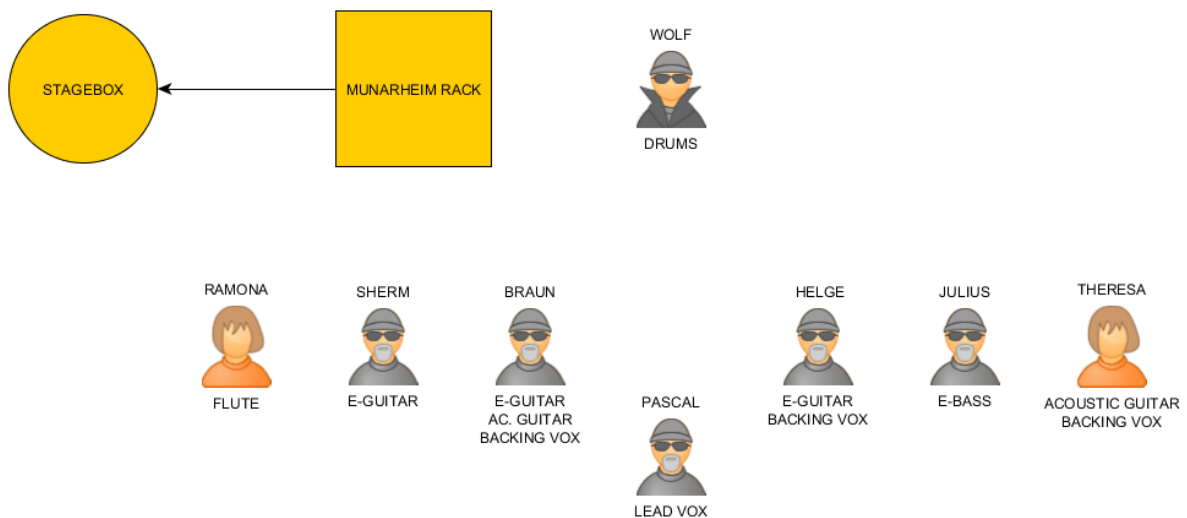 WOLF
STAGEBOX
MUNARHEIM RACK
DRUMS
RAMONA
SHERM
BRAUN
HELGE
JULIUS
THERESA
FLUTE
E-GUITAR
E-GUITAR
AC. GUITAR
BACKING VOX
PASCAL
LEAD VOX
E-GUITAR
BACKING VOX
E-BASS
ACOUSTIC GUITAR
BACKING VOX